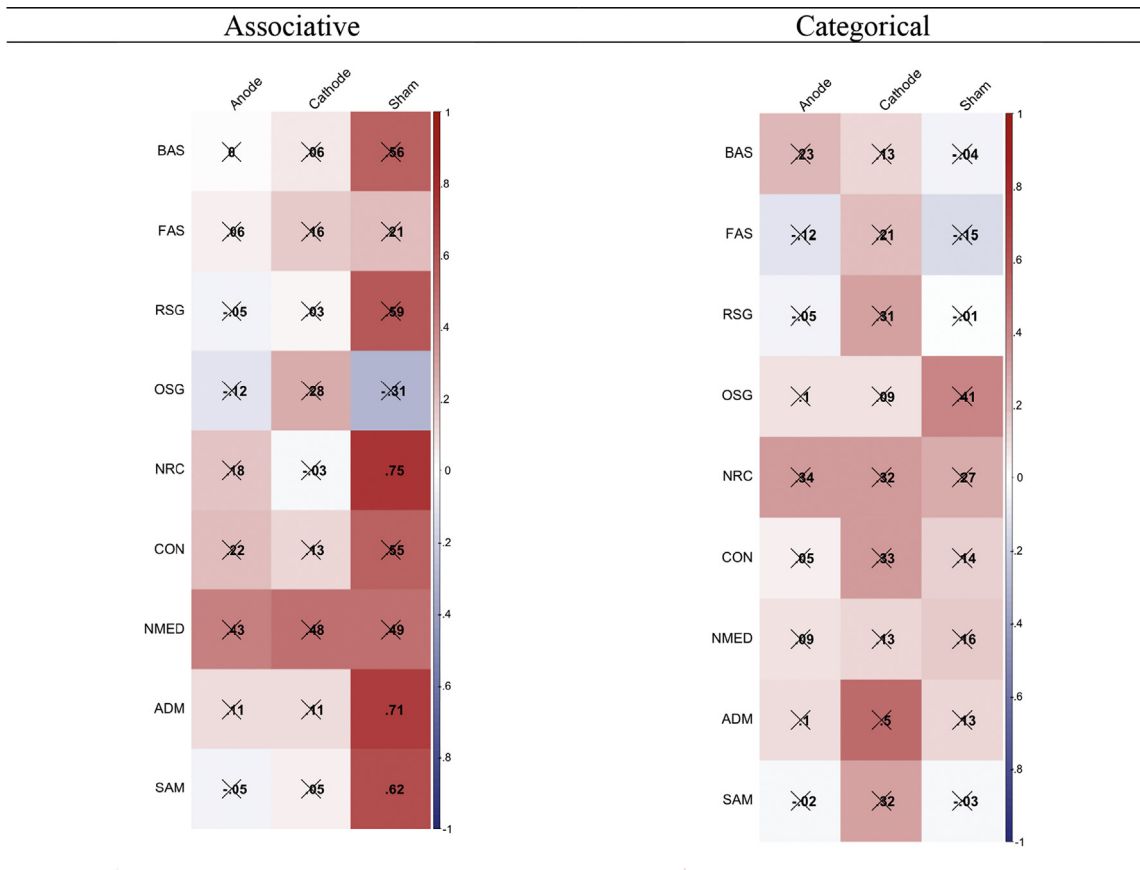 Associative Categorical
Anode Cathode Sham
BAS 0 .06 .56
FAS .06 .16 .21
RSG -.05 .03 .59
OSG -.12 .28 -.31
NRC .18 -.03 .75
CON .22 .13 .55
NMED .43 .48 .49
ADM .11 .11 .71
SAM -.05 .05 .62
1
.8
.6
.4
.2
0
-.2
-.4
-.6
-.8
-1
Anode Cathode Sham
BAS .23 .13 -.04
FAS -.12 .21 -.15
RSG -.05 .31 -.01
OSG .1 .09 .41
NRC .34 .32 .27
CON .05 .33 .14
NMED .09 .13 .16
ADM .1 .5 .13
SAM -.02 .32 -.03
1
.8
.6
.4
.2
0
-.2
-.4
-.6
-.8
-1